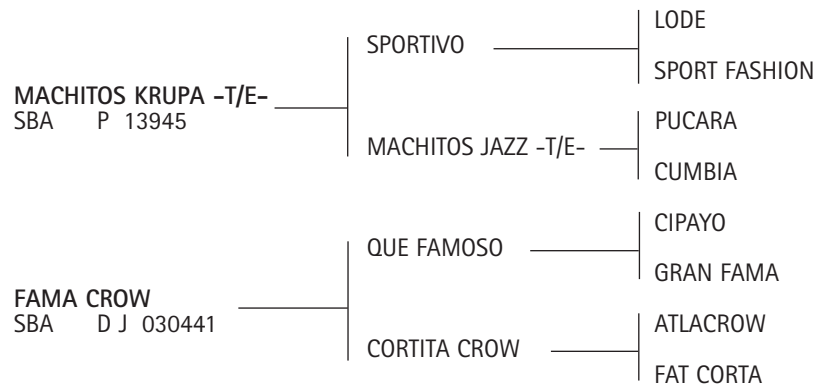 LODE
SPORTIVO
SPORT FASHION
MACHITOS KRUPA -T/E-
SBA P 13945
PUCARA
MACHITOS JAZZ -T/E-
CUMBIA
CIPAYO
QUE FAMOSO
GRAN FAMA
FAMA CROW
SBA D J 030441
ATLACROW
CORTITA CROW
FAT CORTA